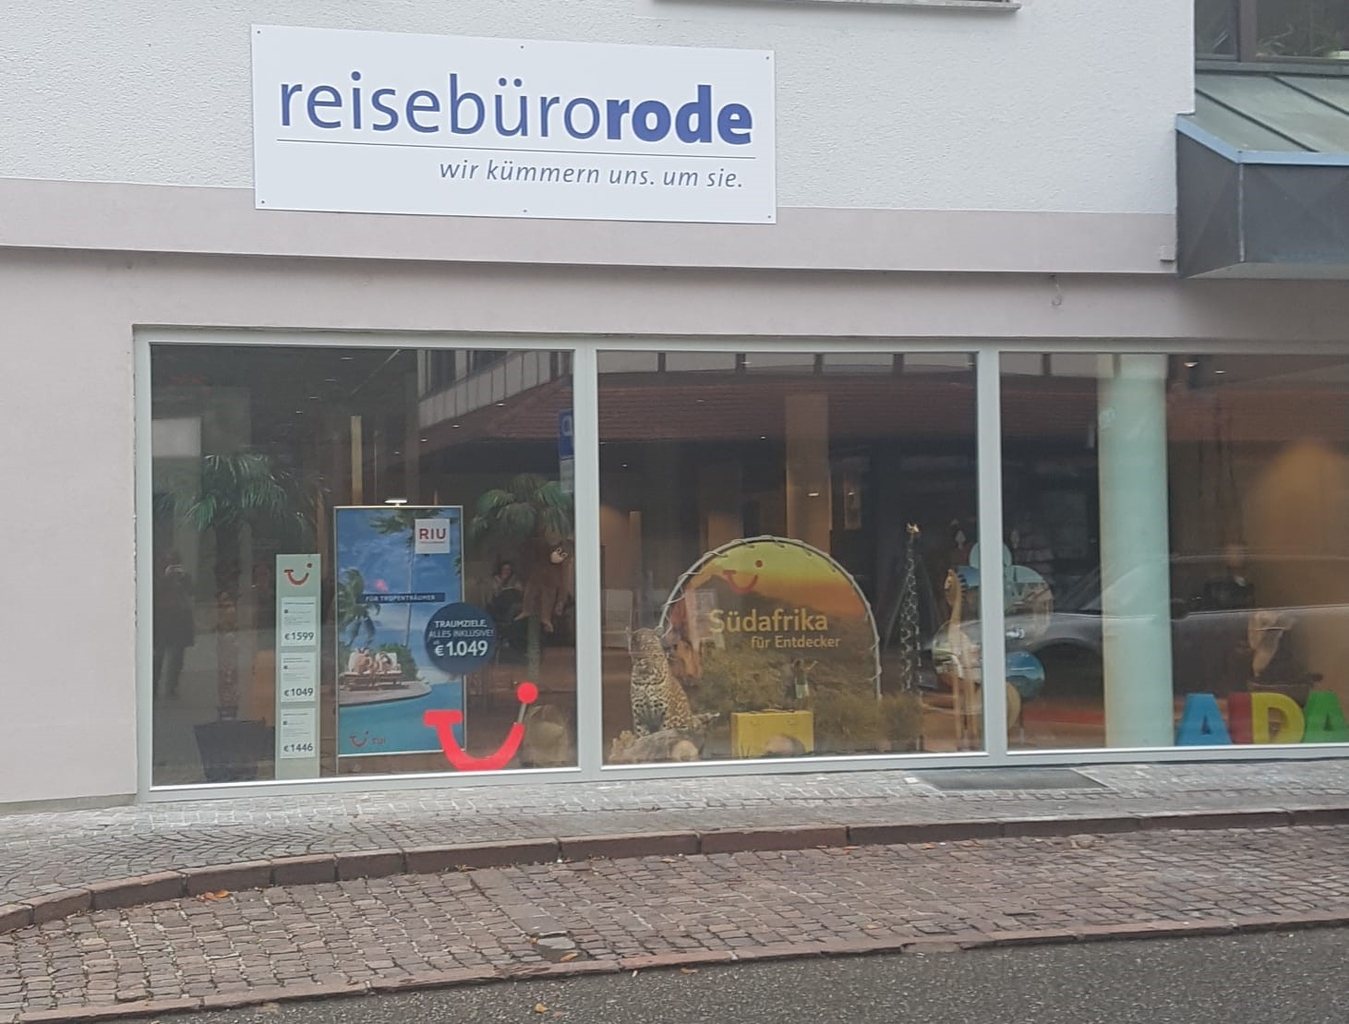 reisebürorode
wir kümmern uns. um sie.
RIU
FÜR TROPENTRÄUMER
TRAUMZIELE,
ALLES INKLUSIVE!
€ 1.049
€ 1599
€ 1049
€ 1446
TUI
Südafrika
für Entdecker
AIDA